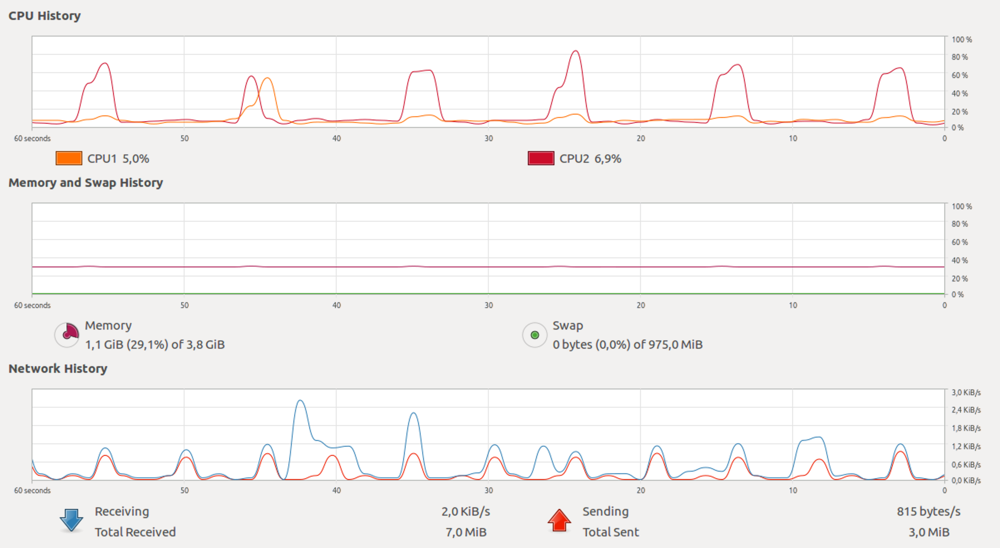 CPU History
100 %
80 %
60 %
40 %
20 %
0 %
60 seconds 50 40 30 20 10 0
CPU1 5,0% CPU2 6,9%
Memory and Swap History
100 %
80 %
60 %
40 %
20 %
0 %
60 seconds 50 40 30 20 10 0
Memory Swap
1,1 GiB (29,1%) of 3,8 GiB 0 bytes (0,0%) of 975,0 MiB
Network History
3,0 KiB/s
2,4 KiB/s
1,8 KiB/s
1,2 KiB/s
0,6 KiB/s
0,0 KiB/s
60 seconds 50 40 30 20 10 0
Receiving 2,0 KiB/s Sending 815 bytes/s
Total Received 7,0 MiB Total Sent 3,0 MiB